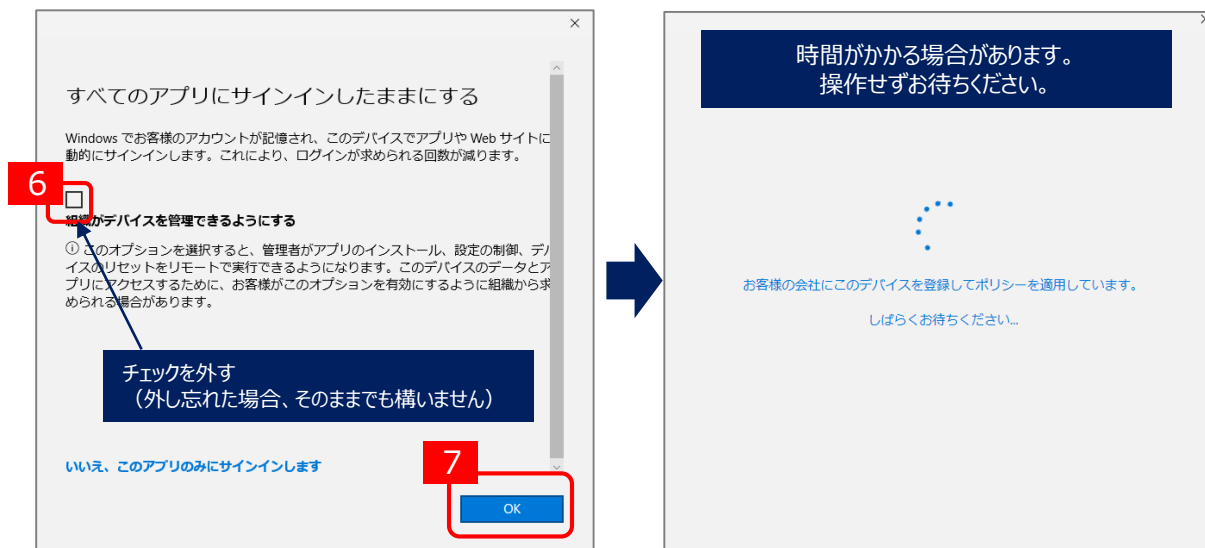 すべてのアプリにサインインしたままにする
Windows でお客様のアカウントが記憶され、このデバイスでアプリや Web サイトに
動的にサインインします。これにより、ログインが求められる回数が減ります。
6
組織がデバイスを管理できるようにする
このオプションを選択すると、管理者がアプリのインストール、設定の制御、デバ
イスのリセットをリモートで実行できるようになります。このデバイスのデータとア
プリにアクセスするために、お客様がこのオプションを有効にするように組織から求
められる場合があります。
チェックを外す
（外し忘れた場合、そのままでも構いません）
いいえ、このアプリのみにサインインします
7
OK
時間がかかる場合があります。
操作せずお待ちください。
お客様の会社にこのデバイスを登録してポリシーを適用しています。
しばらくお待ちください...